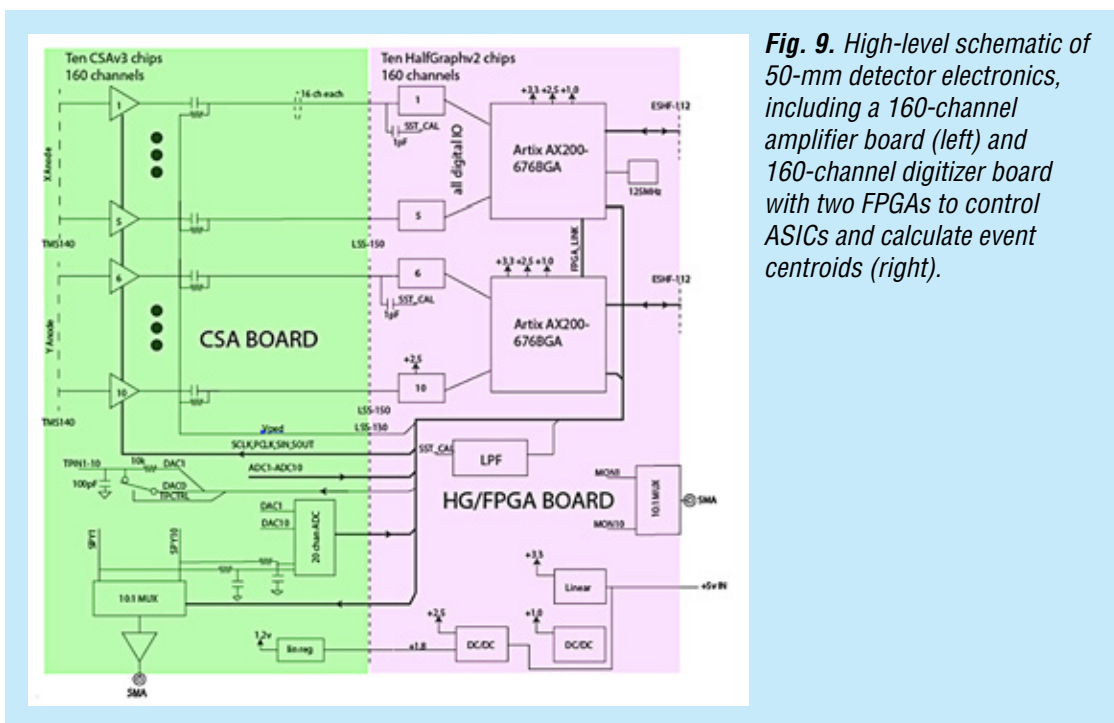 Ten CSAv3 chips
160 channels
Ten HalfGraphv2 chips
160 channels
1
16 ch each
1
SST_CAL
1pF
+3.3 +2.5 +1.0
ESHF-112
Artix AX200-
676BGA
125MHz
X Anode
all digital IO
5
5
TMS140
LSS-150
FPGA_LINK
6
6
SST_CAL
1pF
+3.3 +2.5 +1.0
ESHF-112
Artix AX200-
676BGA
Y Anode
CSA BOARD
10
+2.5
10
TMS140
LSS-150
Vped
LSS-130
SCLK,PCLK,SIN,SOUT
SST_CAL
LPF
TPIN1-10
10k
DAC1
ADC1-ADC10
100pF
DAC0
TPCTRL
HG/FPGA BOARD
MON1
MON10
10.1 MUX
SMA
DAC1
DAC10
20 chan ADC
SPY1
SPY10
10.1 MUX
SMA
+3.5
Linear
+5v IN
+2.5
DC/DC
+1.0
DC/DC
1.2v
lin reg
+1.8
Fig. 9. High-level schematic of
50-mm detector electronics,
including a 160-channel
amplifier board (left) and
160-channel digitizer board
with two FPGAs to control
ASICs and calculate event
centroids (right).